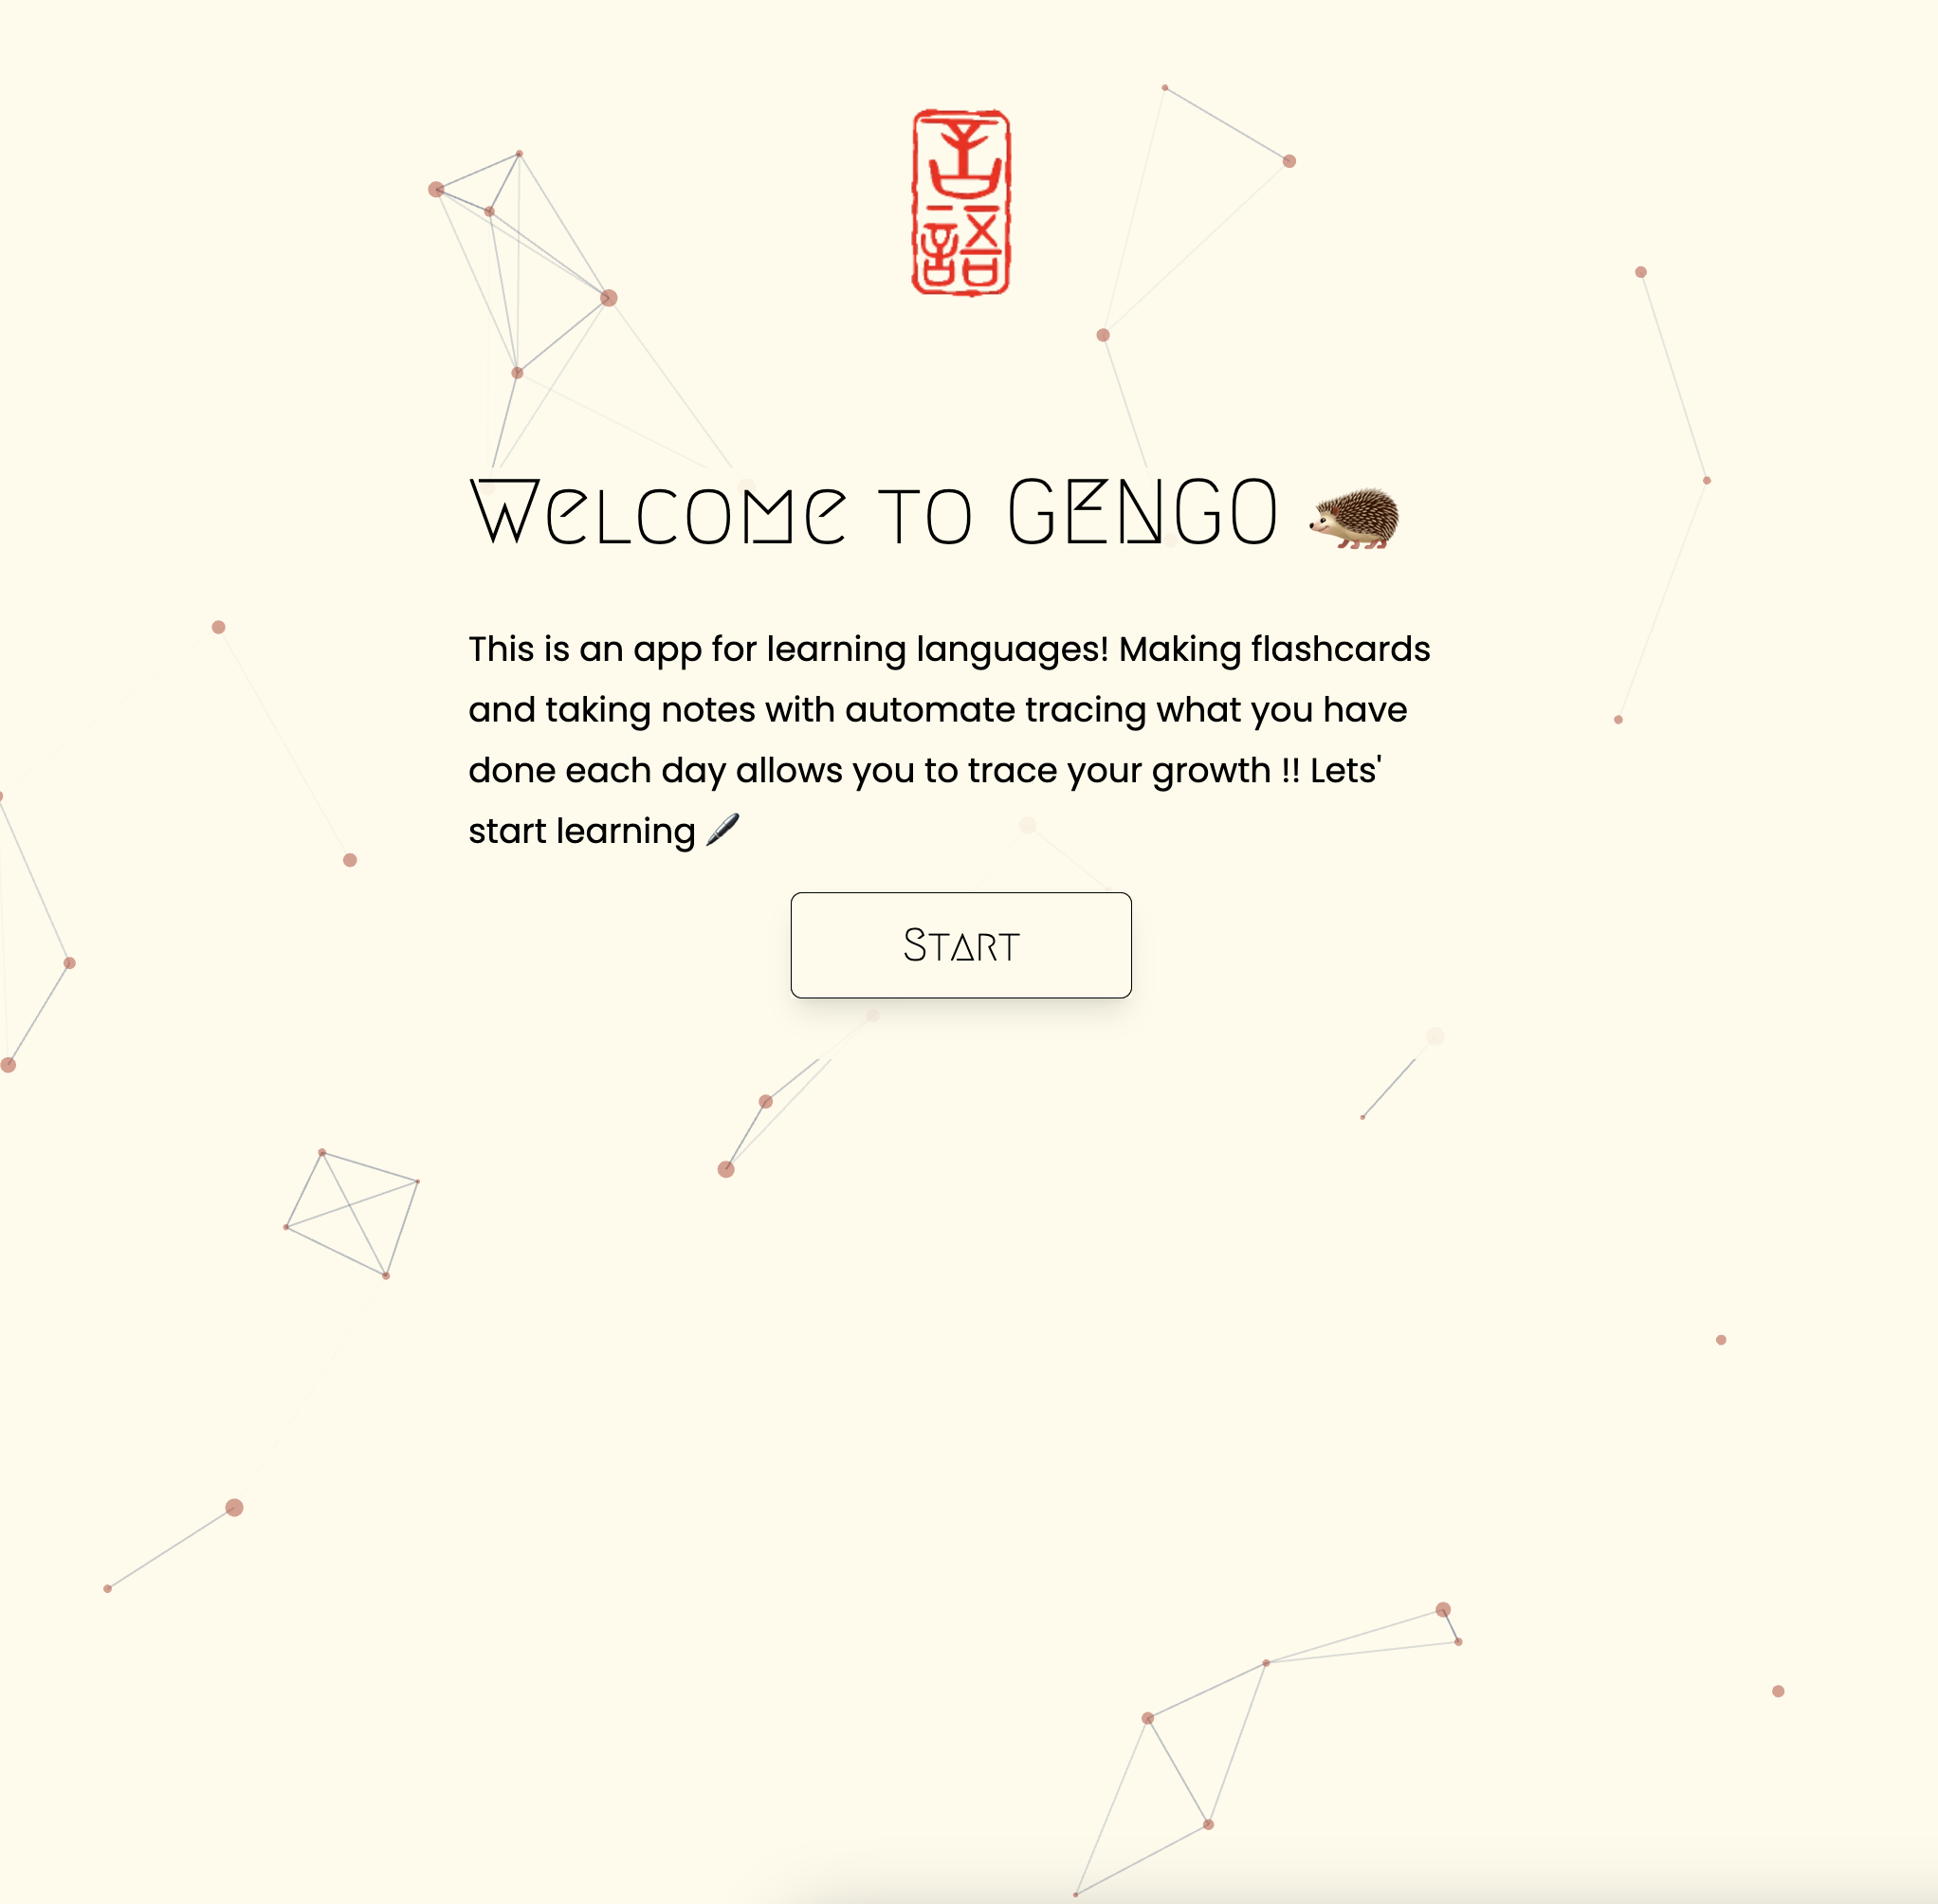 言語
Welcome to GENGO 🦔
This is an app for learning languages! Making flashcards
and taking notes with automate tracing what you have
done each day allows you to trace your growth !! Lets'
start learning 🖋️
Start